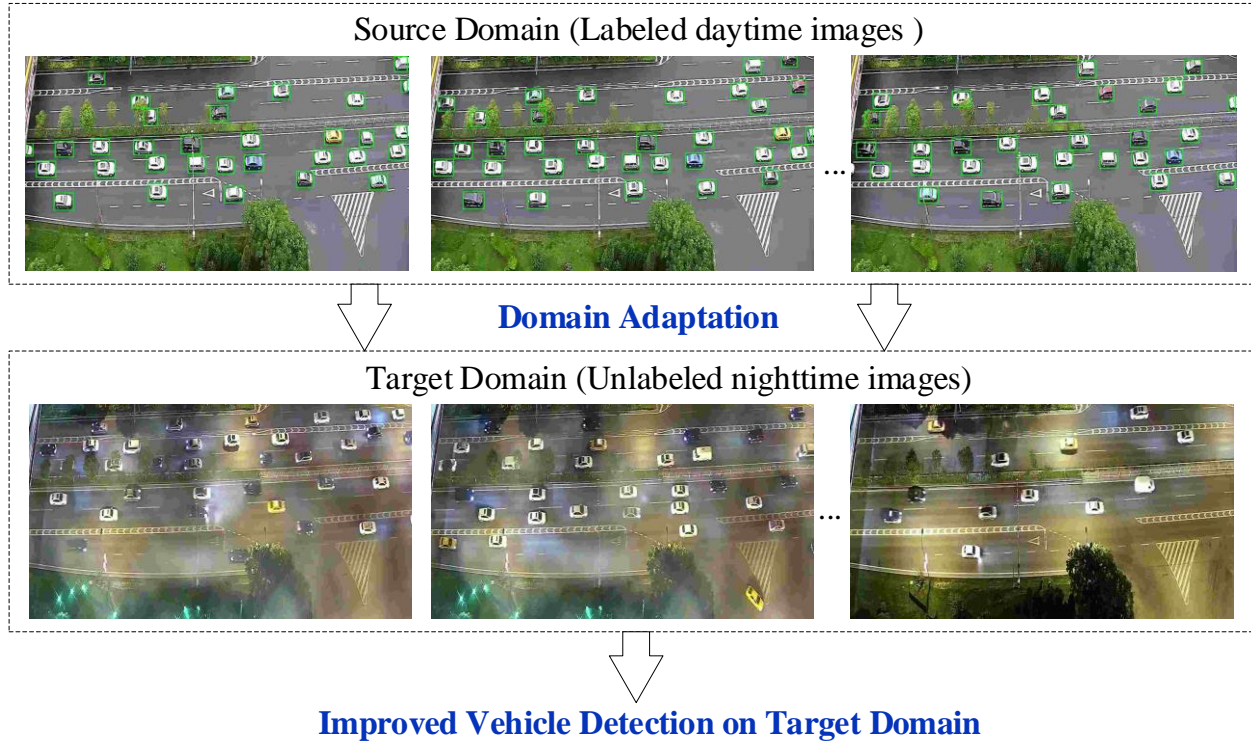 Source Domain (Labeled daytime images )
...
Domain Adaptation
Target Domain (Unlabeled nighttime images)
...
Improved Vehicle Detection on Target Domain